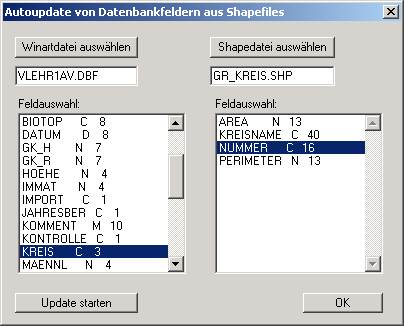 Autoupdate von Datenbankfeldern aus Shapefiles
Winartdatei auswählen
Shapedatei auswählen
VLEHR1AV.DBF
GR_KREIS.SHP
Feldauswahl:
BIOTOP C 8
DATUM D 8
GK_H N 7
GK_R N 7
HOEHE N 4
IMMAT N 4
IMPORT C 1
JAHRESBER C 1
KOMMENT M 10
KONTROLLE C 1
KREIS C 3
MAENNL N 4
Feldauswahl:
AREA N 13
KREISNAME C 40
NUMMER C 16
PERIMETER N 13
Update starten
OK